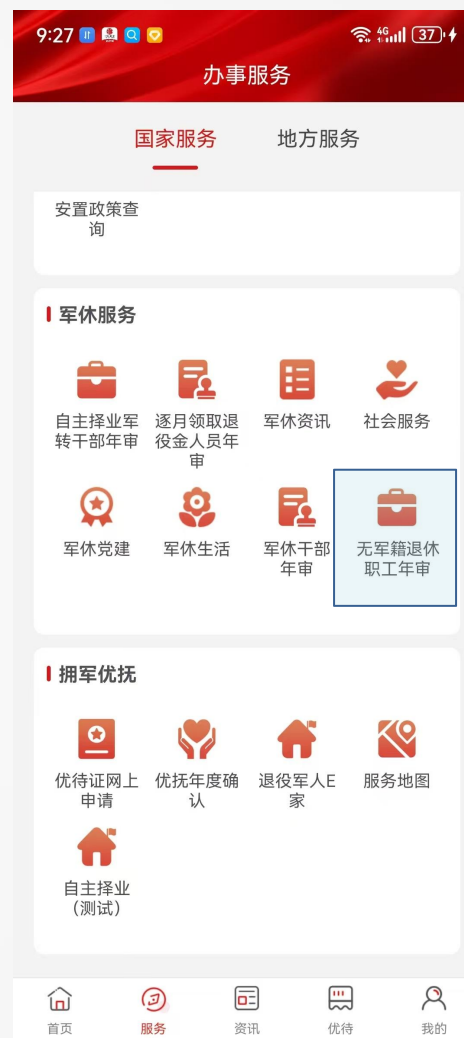 9:27 4G 37
办事服务
国家服务 地方服务
安置政策查
询
军休服务
自主择业军 逐月领取退 军休资讯 社会服务
转干部年审 役金人员年
审
军休党建 军休生活 军休干部 无军籍退休
年审 职工年审
拥军优抚
优待证网上 优抚年度确 退役军人E 服务地图
申请 认 家
自主择业
(测试)
首页 服务 资讯 优待 我的